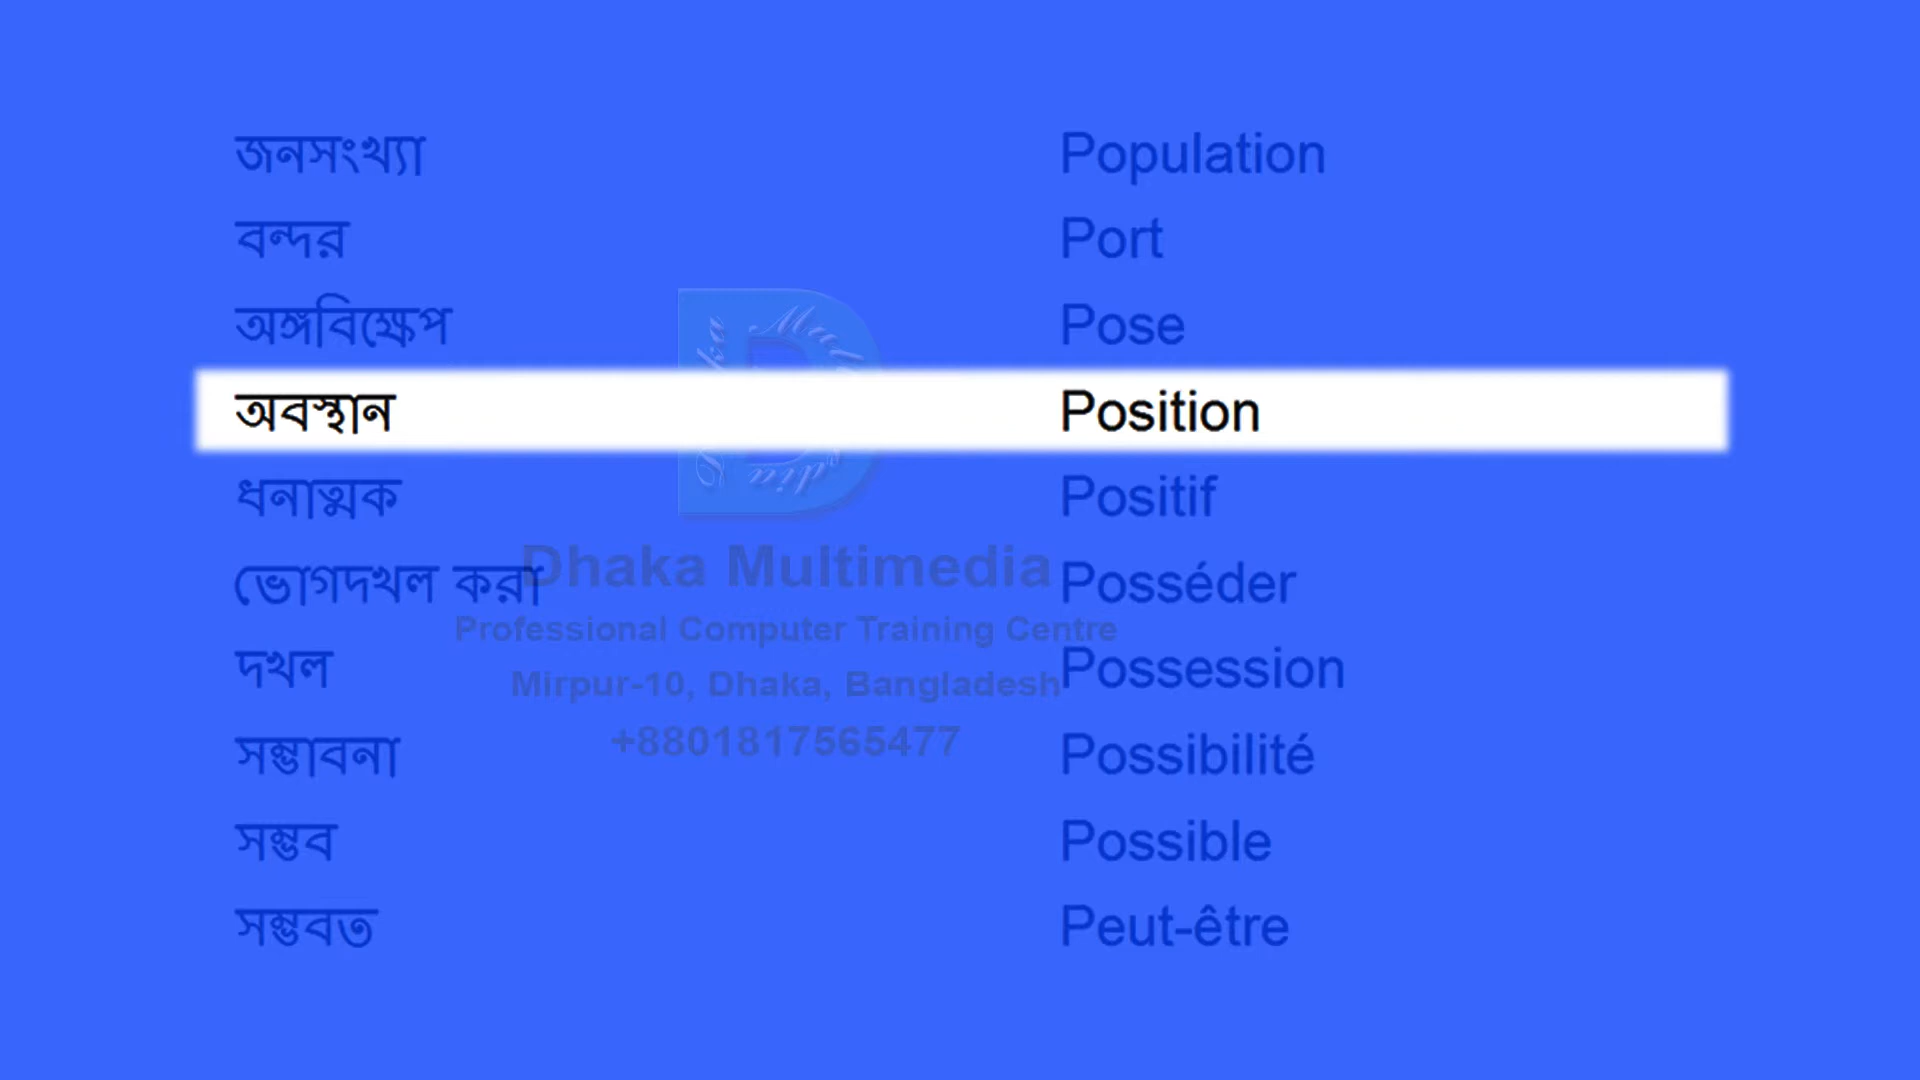 জনসংখ্যা Population
বন্দর Port
অঙ্গবিক্ষেপ Pose
অবস্থান Position
ধনাত্মক Positif
ভোগদখল করা Posséder
দখল Possession
সম্ভাবনা Possibilité
সম্ভব Possible
সম্ভবত Peut-être
Dhaka Multimedia
Professional Computer Training Centre
Mirpur-10, Dhaka, Bangladesh
+8801817565477